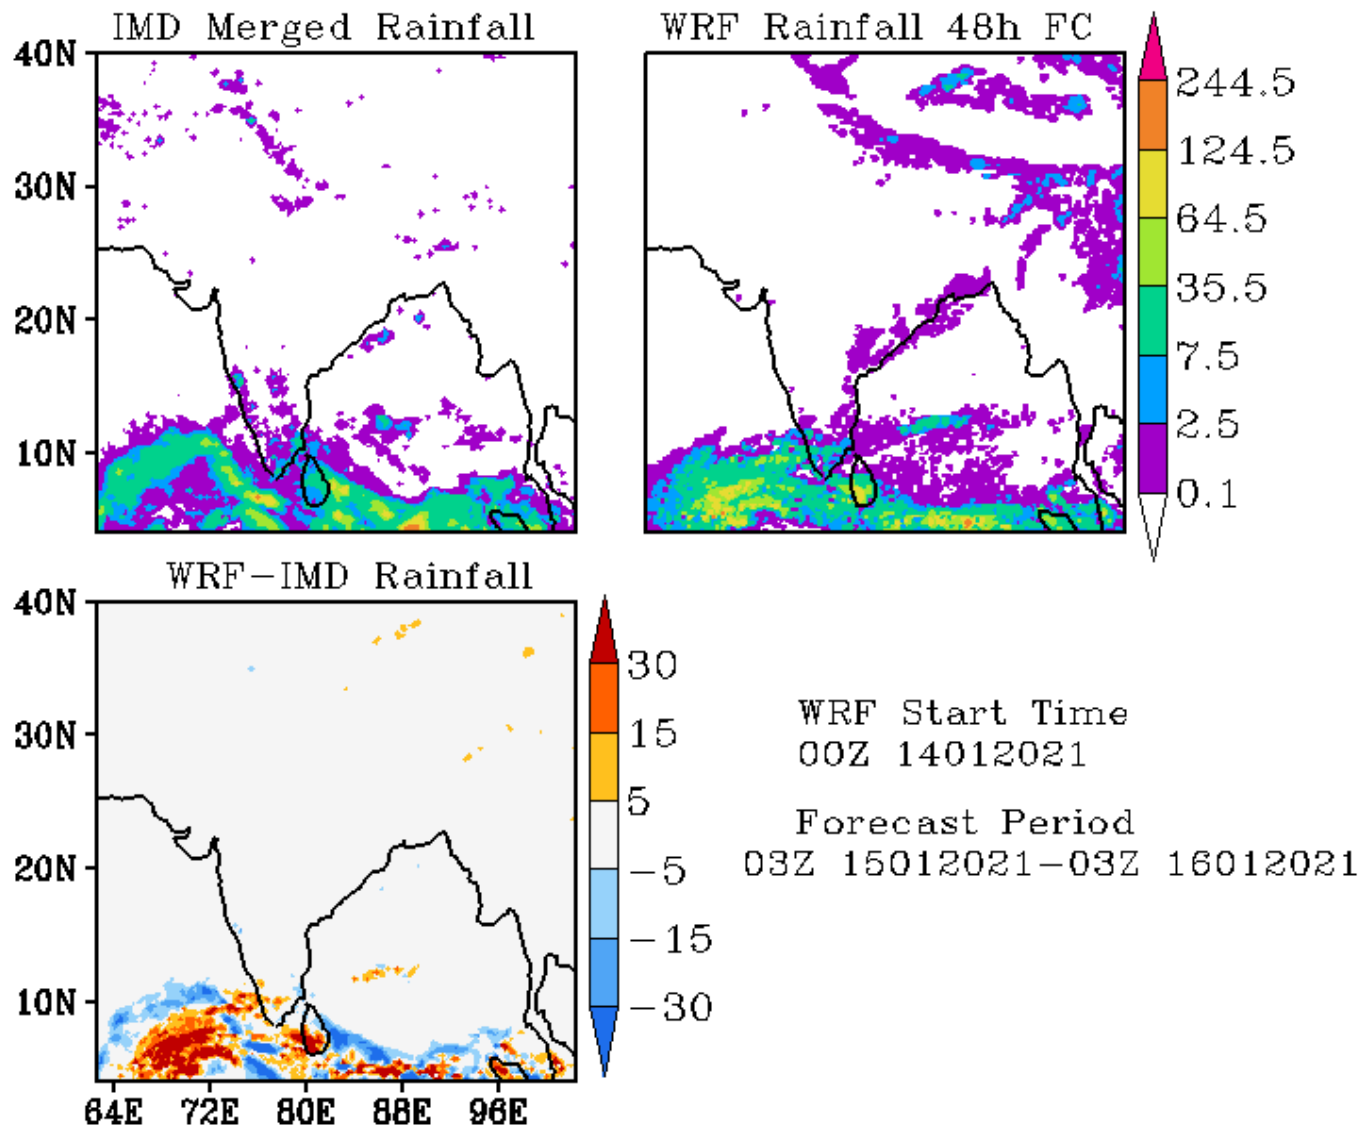 IMD Merged Rainfall
WRF Rainfall 48h FC
40N
30N
20N
10N
244.5
124.5
64.5
35.5
7.5
2.5
0.1
WRF-IMD Rainfall
40N
30N
20N
10N
64E 72E 80E 88E 96E
30
15
5
-5
-15
-30
WRF Start Time
00Z 14012021
Forecast Period
03Z 15012021-03Z 16012021